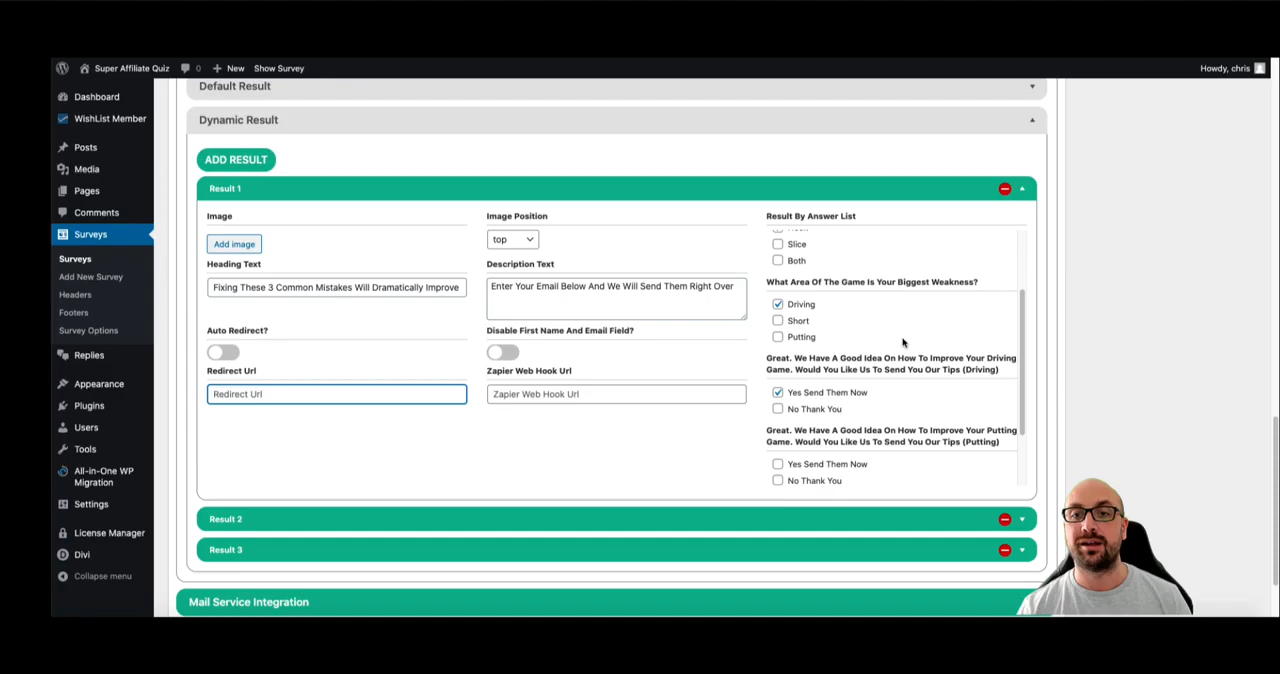 Super Affiliate Quiz
0
New
Show Survey
Howdy, chris
Dashboard
WishList Member
Posts
Media
Pages
Comments
Surveys
Surveys
Add New Survey
Headers
Footers
Survey Options
Replies
Appearance
Plugins
Users
Tools
All-in-One WP
Migration
Settings
License Manager
Divi
Collapse menu
Default Result
Dynamic Result
ADD RESULT
Result 1
Image
Add image
Heading Text
Fixing These 3 Common Mistakes Will Dramatically Improve
Auto Redirect?
Redirect Url
Redirect Url
Image Position
top
Description Text
Enter Your Email Below And We Will Send Them Right Over
Disable First Name And Email Field?
Zapier Web Hook Url
Zapier Web Hook Url
Result By Answer List
Slice
Both
What Area Of The Game Is Your Biggest Weakness?
Driving
Short
Putting
Great. We Have A Good Idea On How To Improve Your Driving
Game. Would You Like Us To Send You Our Tips (Driving)
Yes Send Them Now
No Thank You
Great. We Have A Good Idea On How To Improve Your Putting
Game. Would You Like Us To Send You Our Tips (Putting)
Yes Send Them Now
No Thank You
Result 2
Result 3
Mail Service Integration